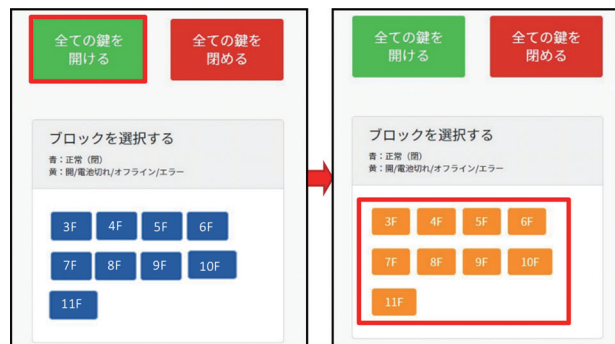 全ての鍵を
開ける
全ての鍵を
閉める
ブロックを選択する
青：正常（閉）
黄：開/電池切れ/オフライン/エラー
3F 4F 5F 6F
7F 8F 9F 10F
11F
全ての鍵を
開ける
全ての鍵を
閉める
ブロックを選択する
青：正常（閉）
黄：開/電池切れ/オフライン/エラー
3F 4F 5F 6F
7F 8F 9F 10F
11F